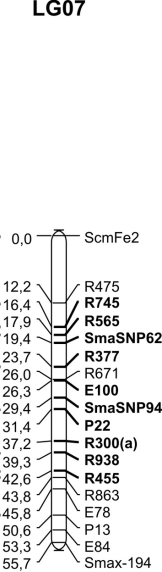 LG07
0,0 ScmFe2
12,2 R475
16,4 R745
17,9 R565
19,4 SmaSNP62
23,7 R377
26,0 R671
26,3 E100
29,4 SmaSNP94
31,4 P22
37,2 R300(a)
39,3 R938
42,6 R455
43,8 R863
45,8 E78
50,6 P13
53,3 E84
55,7 Smax-194